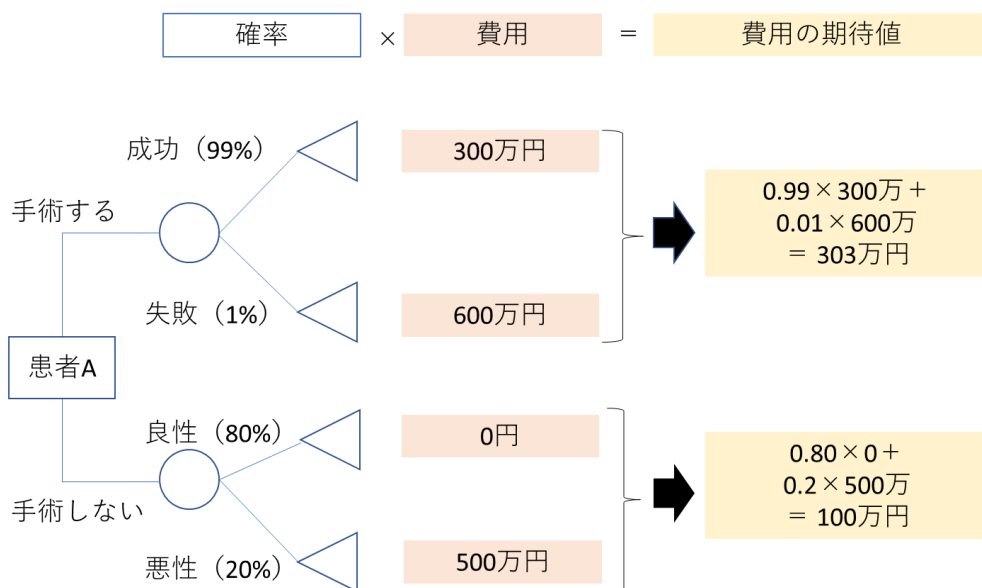 確率 × 費用 = 費用の期待値
成功（99%）
300万円
手術する
0.99×300万＋
0.01×600万
= 303万円
失敗（1%）
600万円
患者A
良性（80%）
0円
手術しない
0.80×0＋
0.2×500万
= 100万円
悪性（20%）
500万円